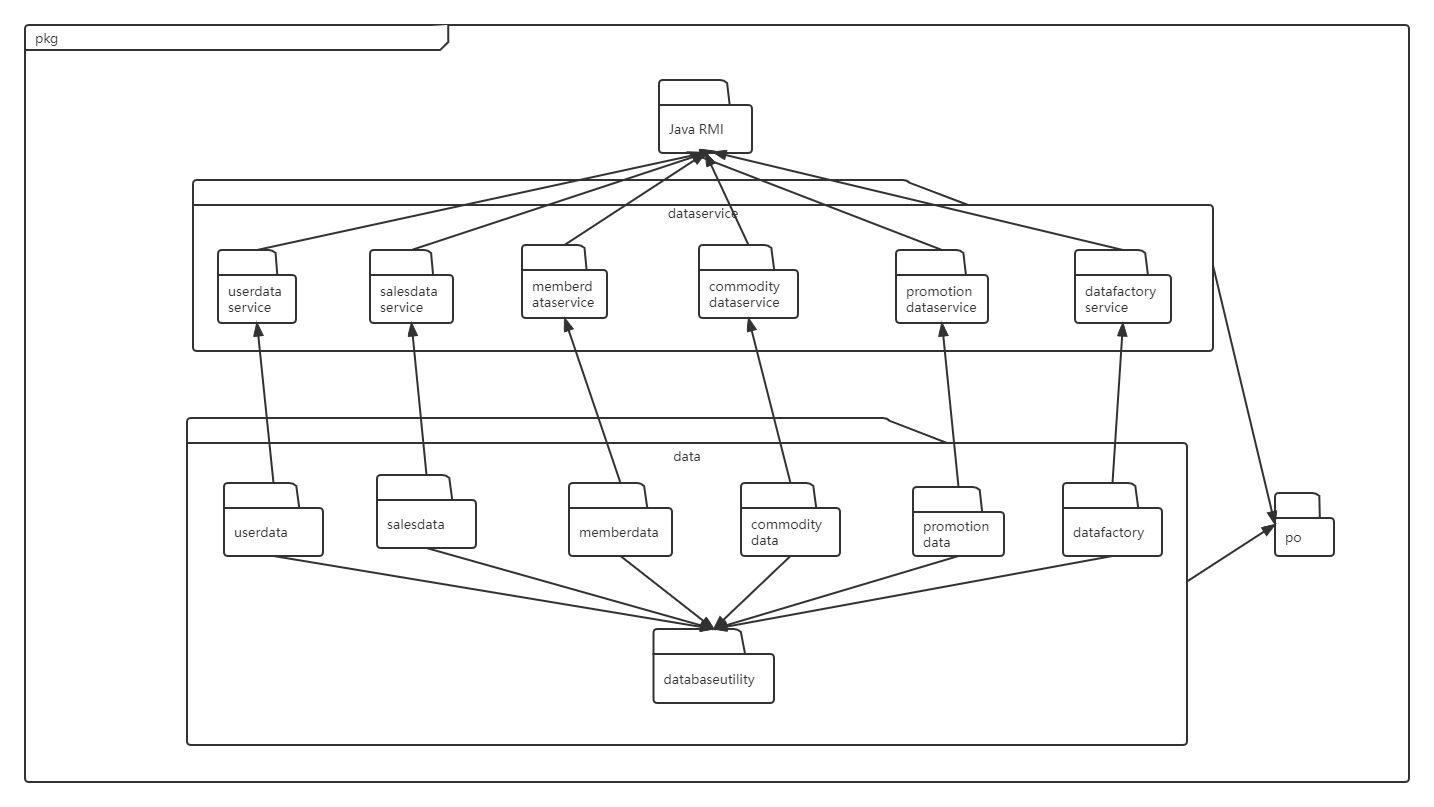 pkg
Java RMI
dataservice
userdata
service
salesdata
service
memberd
ataservice
commodity
dataservice
promotion
dataservice
datafactory
service
data
userdata
salesdata
memberdata
commodity
data
promotion
data
datafactory
po
databaseutility